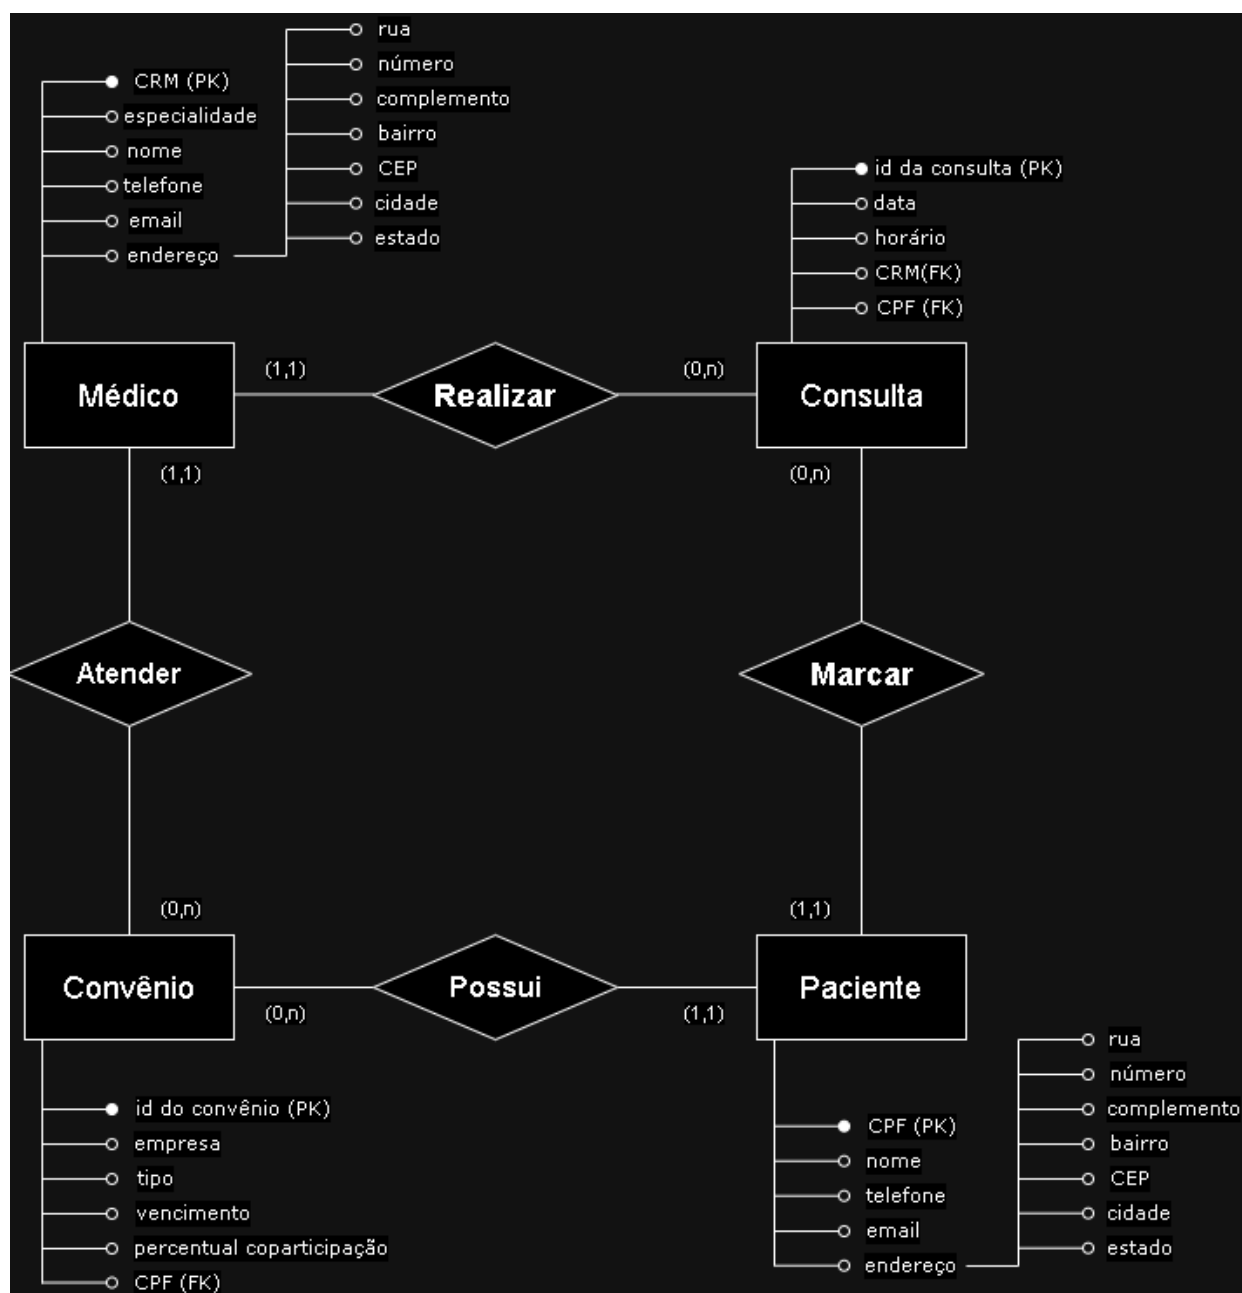 CRM (PK)
especialidade
nome
telefone
email
endereço
rua
número
complemento
bairro
CEP
cidade
estado
id da consulta (PK)
data
horário
CRM(FK)
CPF (FK)
Médico
(1,1)
Realizar
(0,n)
Consulta
(1,1)
(0,n)
Atender
Marcar
(0,n)
(1,1)
Convênio
(0,n)
Possui
(1,1)
Paciente
id do convênio (PK)
empresa
tipo
vencimento
percentual coparticipação
CPF (FK)
CPF (PK)
nome
telefone
email
endereço
rua
número
complemento
bairro
CEP
cidade
estado